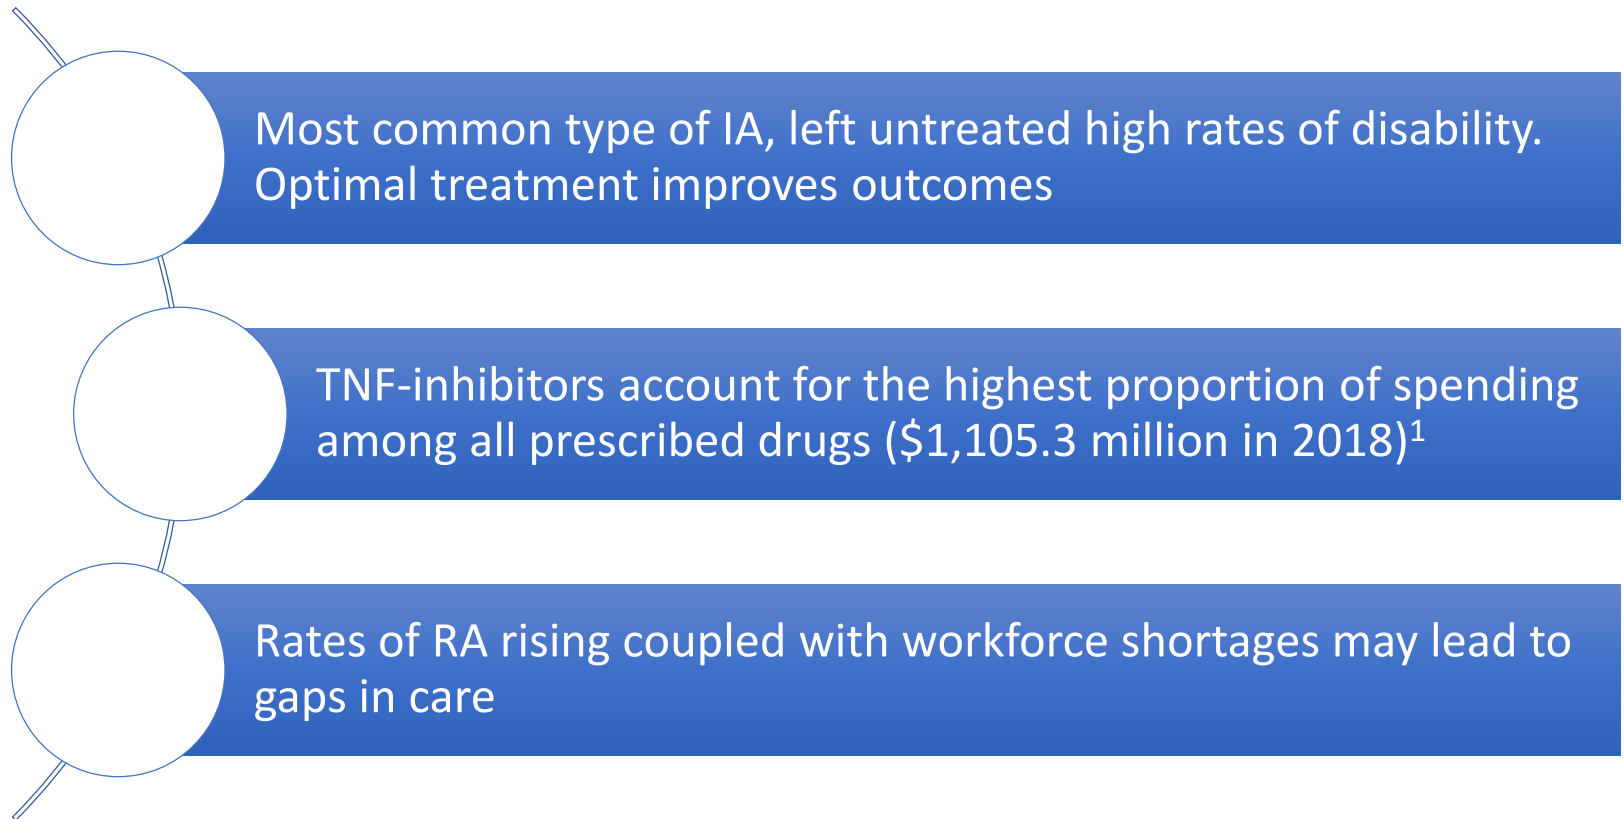 Most common type of IA, left untreated high rates of disability.
Optimal treatment improves outcomes
TNF-inhibitors account for the highest proportion of spending
among all prescribed drugs ($1,105.3 million in 2018)¹
Rates of RA rising coupled with workforce shortages may lead to
gaps in care